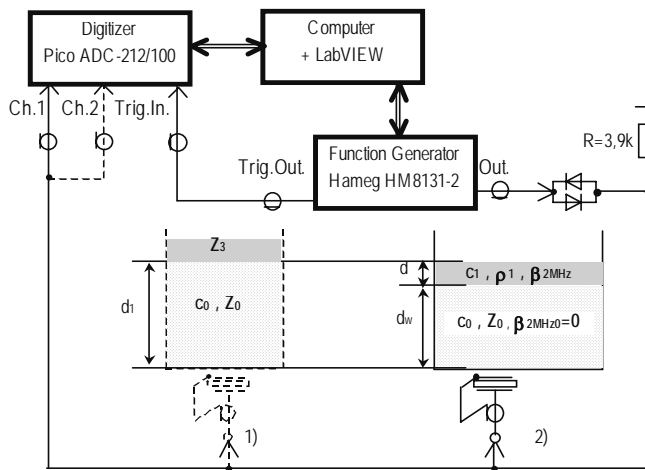 Digitizer
Pico ADC-212/100
Computer
+ LabVIEW
Ch.1
Ch.2
Trig.In.
R=3,9k
Trig.Out.
Function Generator
Hameg HM8131-2
Out.
Z3
d
c1 , ρ1 , β2MHz
d1
c0 , Z0
dw
c0 , Z0 , β2MHz0=0
1)
2)